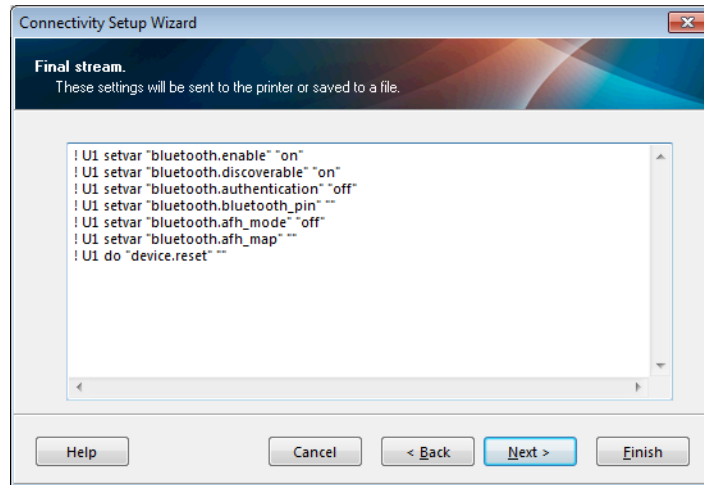 Connectivity Setup Wizard
Final stream.
These settings will be sent to the printer or saved to a file.
! U1 setvar "bluetooth.enable" "on"
! U1 setvar "bluetooth.discoverable" "on"
! U1 setvar "bluetooth.authentication" "off"
! U1 setvar "bluetooth.bluetooth_pin" ""
! U1 setvar "bluetooth.afh_mode" "off"
! U1 setvar "bluetooth.afh_map" ""
! U1 do "device.reset" ""
Help
Cancel
< Back
Next >
Finish